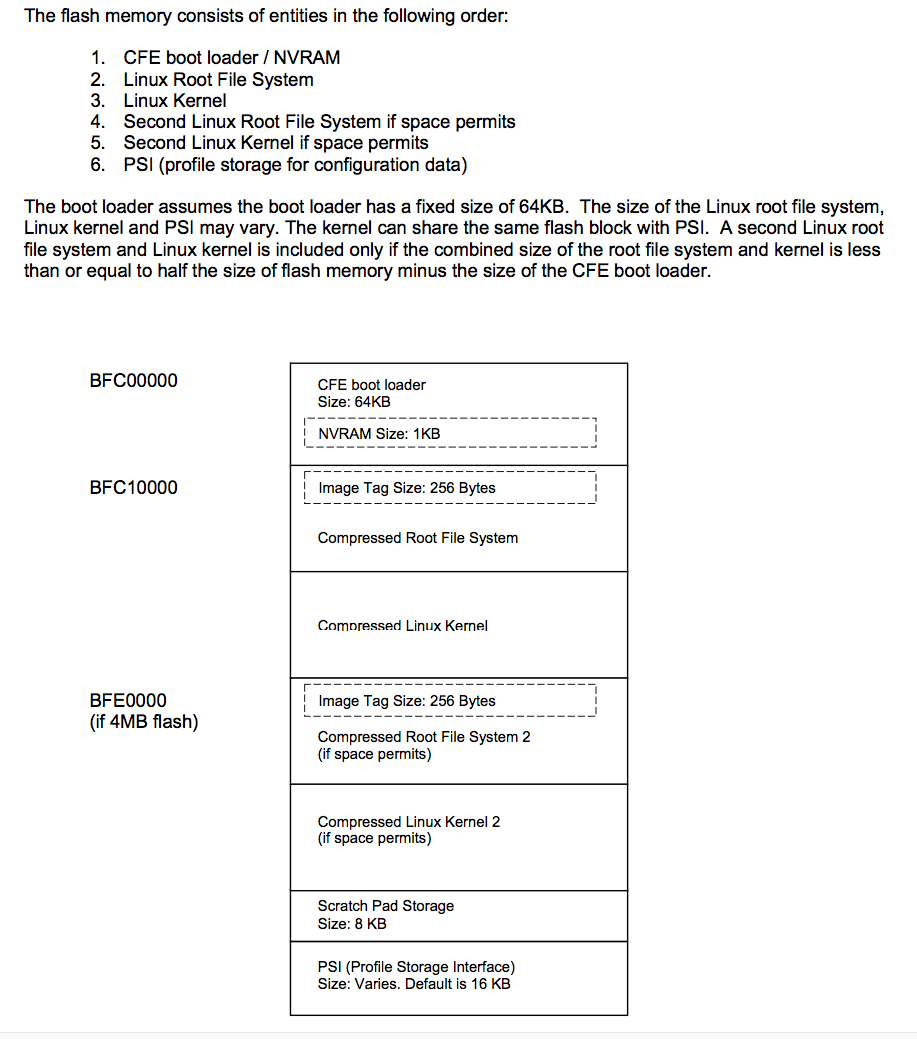 The flash memory consists of entities in the following order:
1. CFE boot loader / NVRAM
2. Linux Root File System
3. Linux Kernel
4. Second Linux Root File System if space permits
5. Second Linux Kernel if space permits
6. PSI (profile storage for configuration data)
The boot loader assumes the boot loader has a fixed size of 64KB. The size of the Linux root file system,
Linux kernel and PSI may vary. The kernel can share the same flash block with PSI. A second Linux root
file system and Linux kernel is included only if the combined size of the root file system and kernel is less
than or equal to half the size of flash memory minus the size of the CFE boot loader.
BFC00000
CFE boot loader
Size: 64KB
NVRAM Size: 1KB
BFC10000
Image Tag Size: 256 Bytes
Compressed Root File System
Compressed Linux Kernel
BFE0000
(if 4MB flash)
Image Tag Size: 256 Bytes
Compressed Root File System 2
(if space permits)
Compressed Linux Kernel 2
(if space permits)
Scratch Pad Storage
Size: 8 KB
PSI (Profile Storage Interface)
Size: Varies. Default is 16 KB